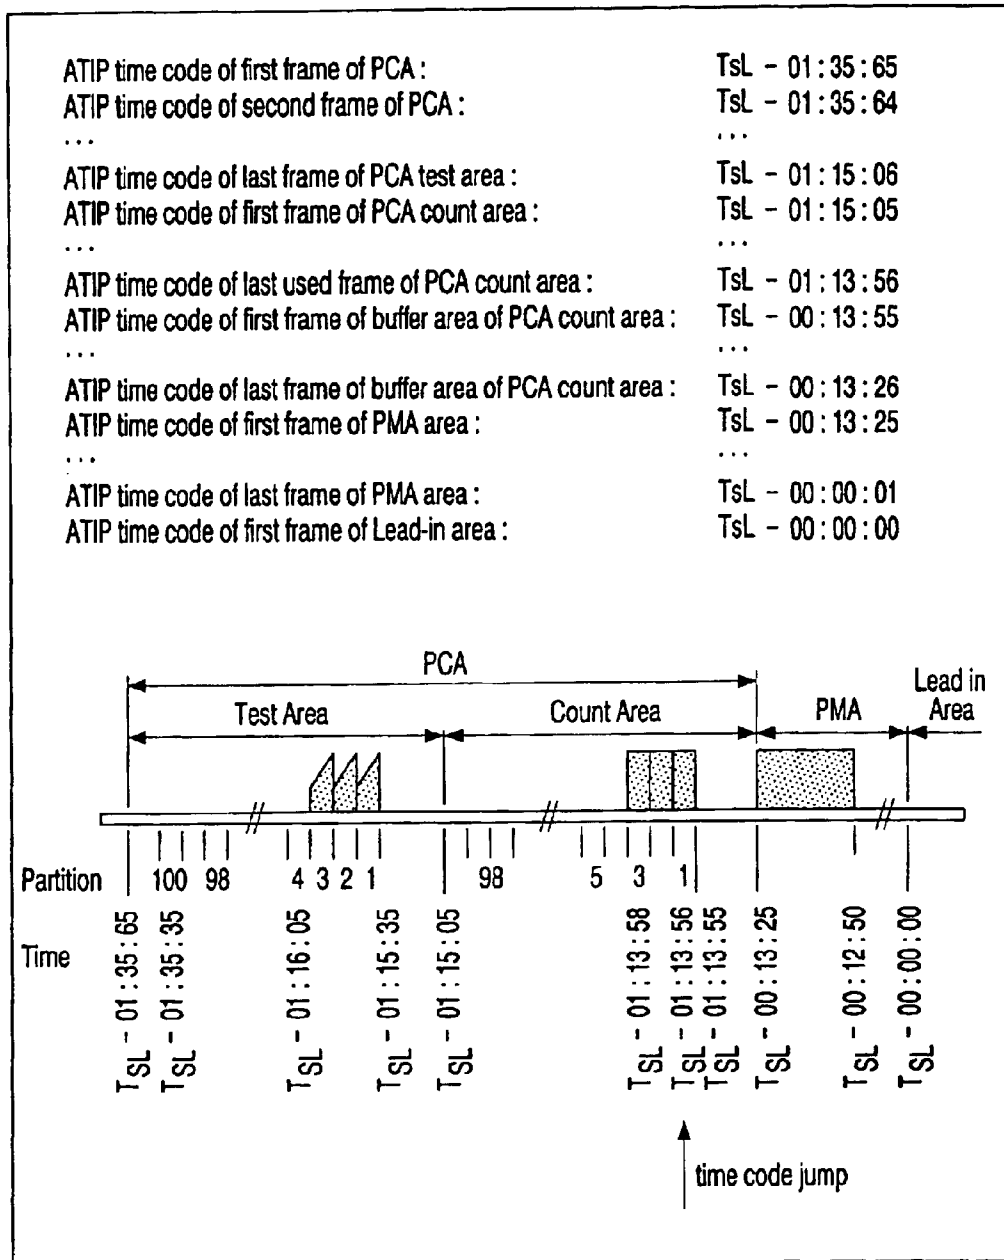 ATIP time code of first frame of PCA : TsL - 01:35:65
ATIP time code of second frame of PCA : TsL - 01:35:64
... ...
ATIP time code of last frame of PCA test area : TsL - 01:15:06
ATIP time code of first frame of PCA count area : TsL - 01:15:05
... ...
ATIP time code of last used frame of PCA count area : TsL - 01:13:56
ATIP time code of first frame of buffer area of PCA count area : TsL - 00:13:55
... ...
ATIP time code of last frame of buffer area of PCA count area : TsL - 00:13:26
ATIP time code of first frame of PMA area : TsL - 00:13:25
... ...
ATIP time code of last frame of PMA area : TsL - 00:00:01
ATIP time code of first frame of Lead-in area : TsL - 00:00:00
PCA
Test Area Count Area PMA Lead in Area
// // //
Partition 100 98 4 3 2 1 98 5 3 1
Time
TSL - 01:35:65
TSL - 01:35:35
TSL - 01:16:05
TSL - 01:15:35
TSL - 01:15:05
TSL - 01:13:58
TSL - 01:13:56
TSL - 01:13:55
TSL - 00:13:25
TSL - 00:12:50
TSL - 00:00:00
time code jump